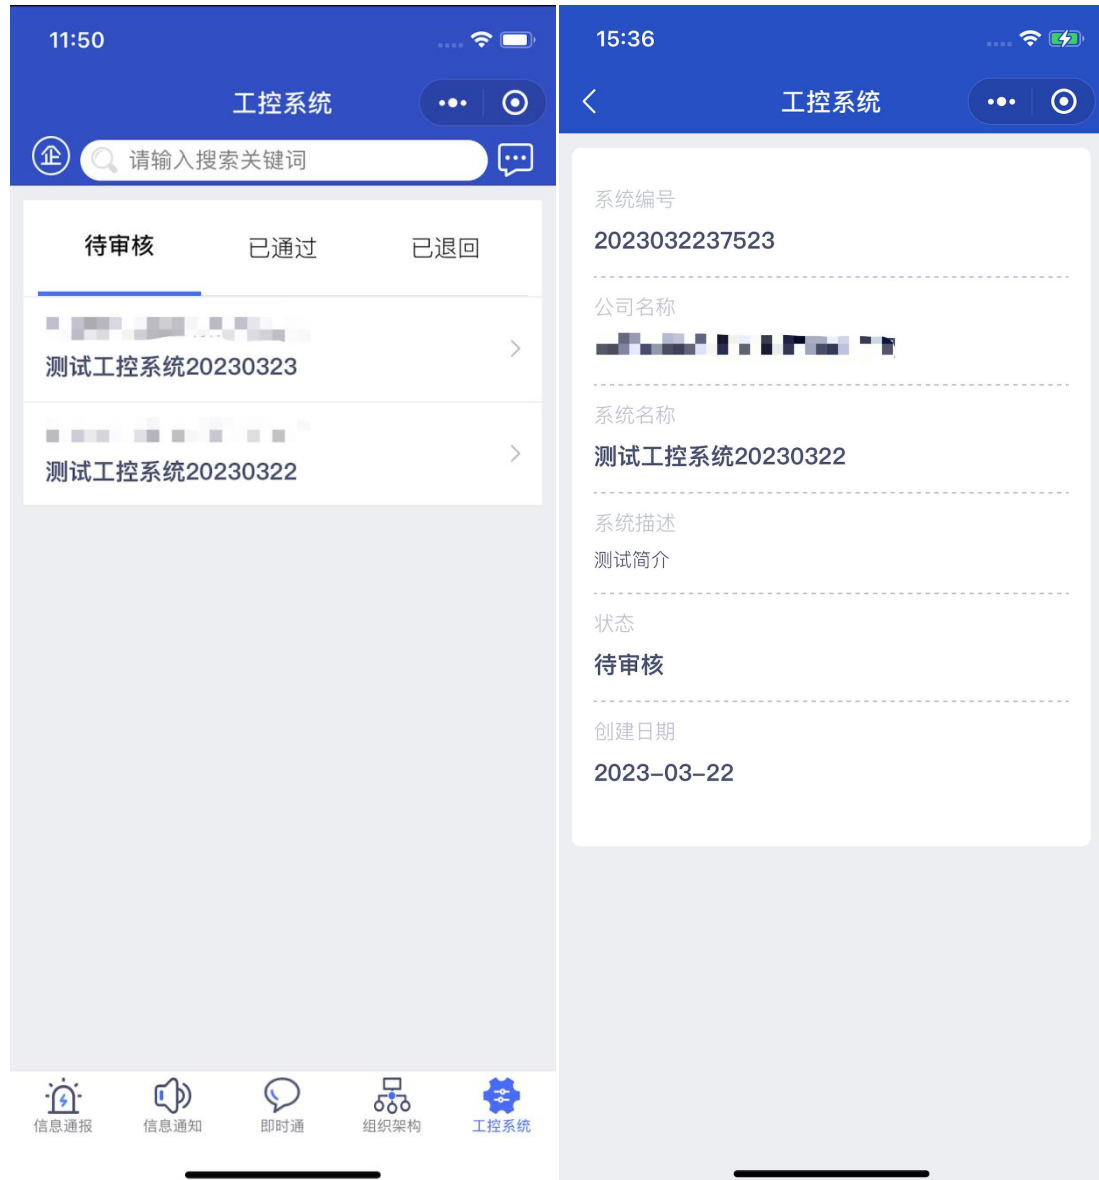 11:50
工控系统
企
请输入搜索关键词
待审核
已通过
已退回
测试工控系统20230323
测试工控系统20230322
信息通报
信息通知
即时通
组织架构
工控系统
15:36
工控系统
系统编号
2023032237523
公司名称
系统名称
测试工控系统20230322
系统描述
测试简介
状态
待审核
创建日期
2023-03-22